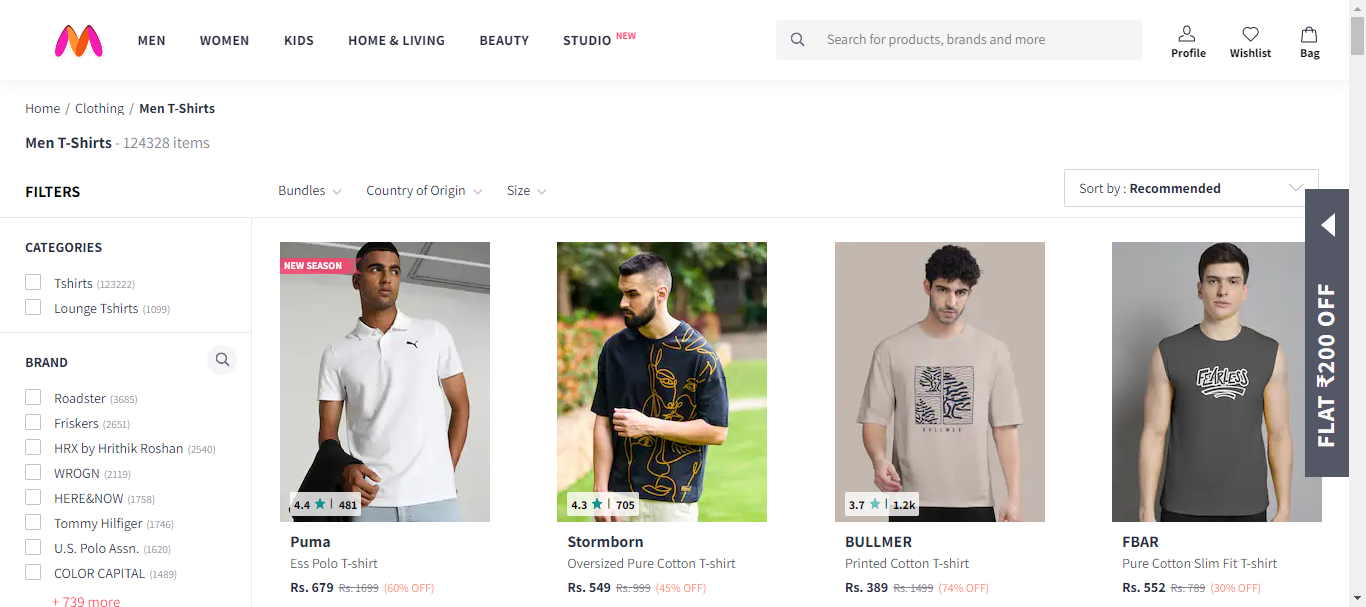 MEN WOMEN KIDS HOME & LIVING BEAUTY STUDIO NEW
Search for products, brands and more
Profile Wishlist Bag
Home / Clothing / Men T-Shirts
Men T-Shirts - 124328 items
FILTERS
Bundles Country of Origin Size
Sort by : Recommended
CATEGORIES
Tshirts (123222)
Lounge Tshirts (1099)
BRAND
Roadster (3685)
Friskers (2651)
HRX by Hrithik Roshan (2540)
WROGN (2119)
HERE&NOW (1758)
Tommy Hilfiger (1746)
U.S. Polo Assn. (1620)
COLOR CAPITAL (1489)
+ 739 more
NEW SEASON
4.4 | 481
Puma
Ess Polo T-shirt
Rs. 679 Rs. 1699 (60% OFF)
4.3 | 705
Stormborn
Oversized Pure Cotton T-shirt
Rs. 549 Rs. 999 (45% OFF)
BULLMER
3.7 | 1.2k
BULLMER
Printed Cotton T-shirt
Rs. 389 Rs. 1499 (74% OFF)
FEARLESS
FBAR
Pure Cotton Slim Fit T-shirt
Rs. 552 Rs. 789 (30% OFF)
FLAT ₹200 OFF